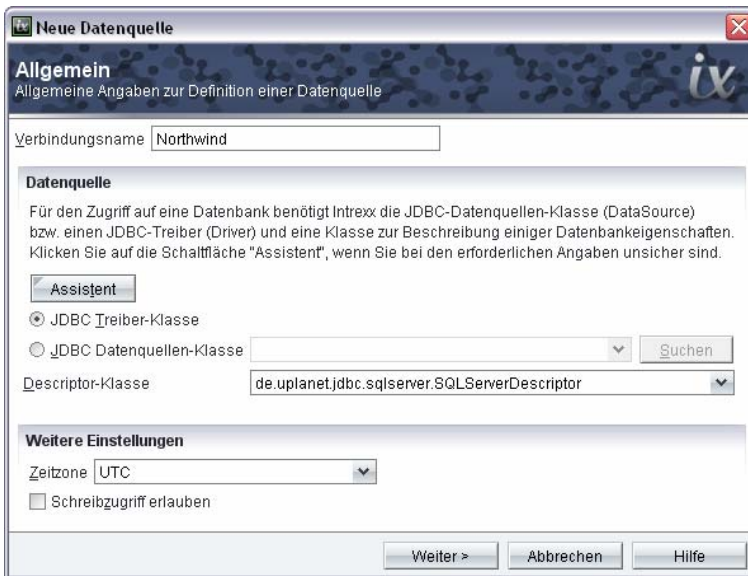 ix Neue Datenquelle
Allgemein
Allgemeine Angaben zur Definition einer Datenquelle
ix
Verbindungsname Northwind
Datenquelle
Für den Zugriff auf eine Datenbank benötigt Intrexx die JDBC-Datenquellen-Klasse (DataSource)
bzw. einen JDBC-Treiber (Driver) und eine Klasse zur Beschreibung einiger Datenbankeigenschaften.
Klicken Sie auf die Schaltfläche "Assistent", wenn Sie bei den erforderlichen Angaben unsicher sind.
Assistent
JDBC Treiber-Klasse
JDBC Datenquellen-Klasse Suchen
Descriptor-Klasse de.uplanet.jdbc.sqlserver.SQLServerDescriptor
Weitere Einstellungen
Zeitzone UTC
Schreibzugriff erlauben
Weiter > Abbrechen Hilfe